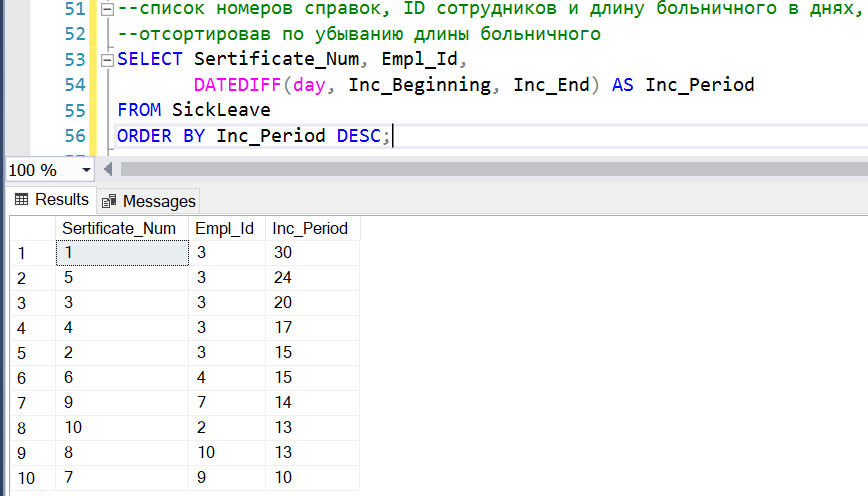 51 --список номеров справок, ID сотрудников и длину больничного в днях,
52 --отсортировав по убыванию длины больничного
53 SELECT Sertificate_Num, Empl_Id,
54 DATEDIFF(day, Inc_Beginning, Inc_End) AS Inc_Period
55 FROM SickLeave
56 ORDER BY Inc_Period DESC;
100 %
Results Messages
Sertificate_Num Empl_Id Inc_Period
1 1 3 30
2 5 3 24
3 3 3 20
4 4 3 17
5 2 3 15
6 6 4 15
7 9 7 14
8 10 2 13
9 8 10 13
10 7 9 10